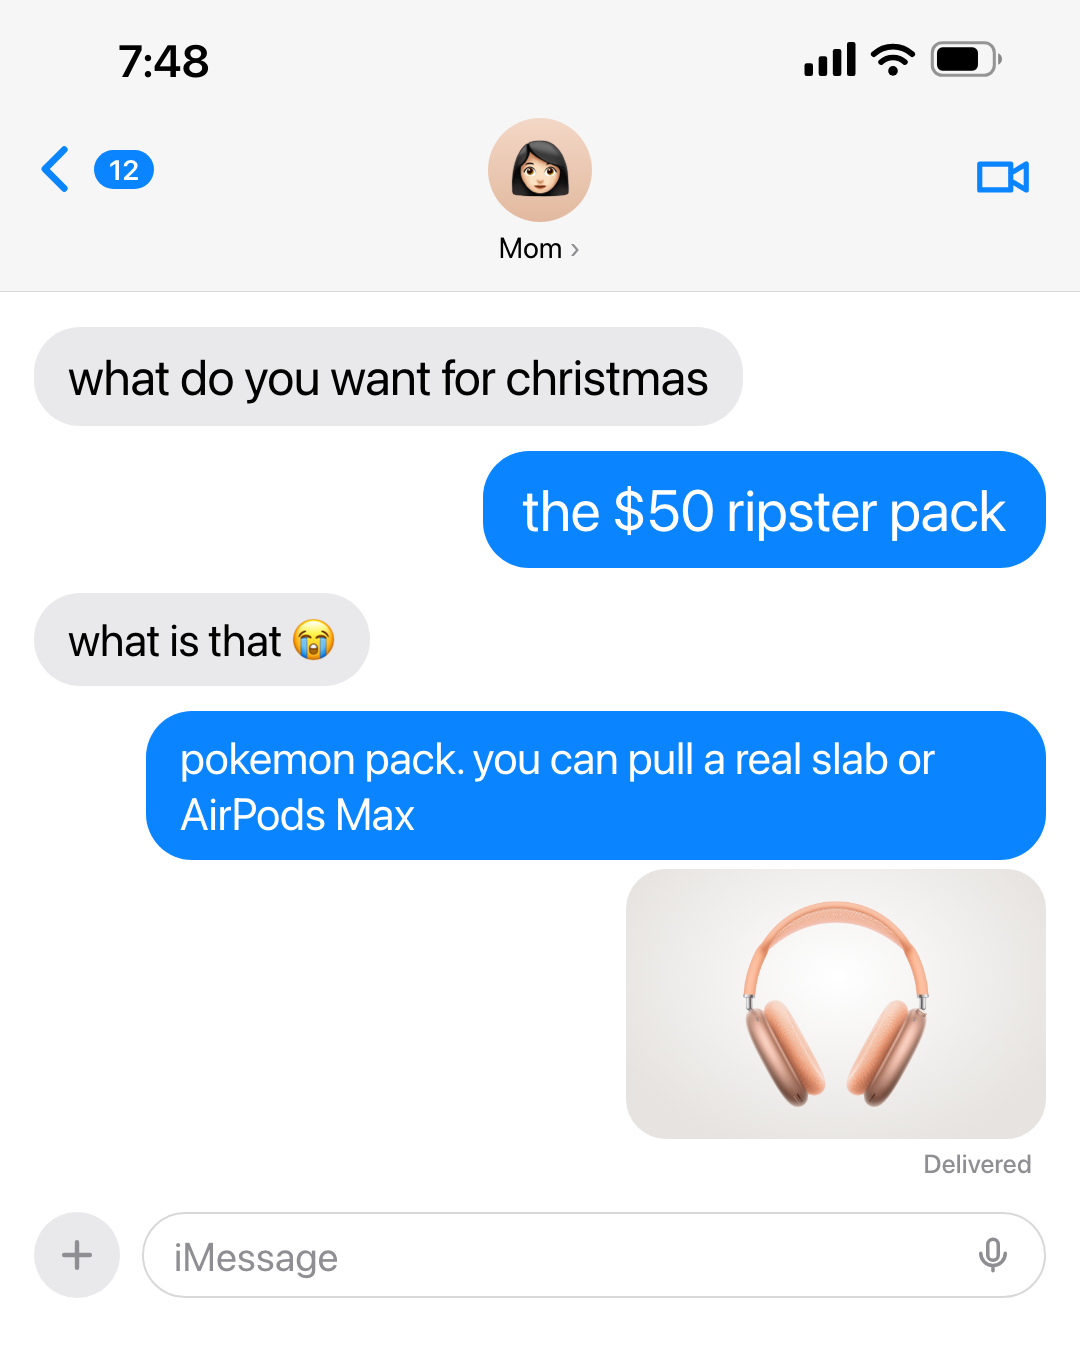 7:48
12
Mom ›
what do you want for christmas
the $50 ripster pack
what is that 😭
pokemon pack. you can pull a real slab or
AirPods Max
Delivered
iMessage